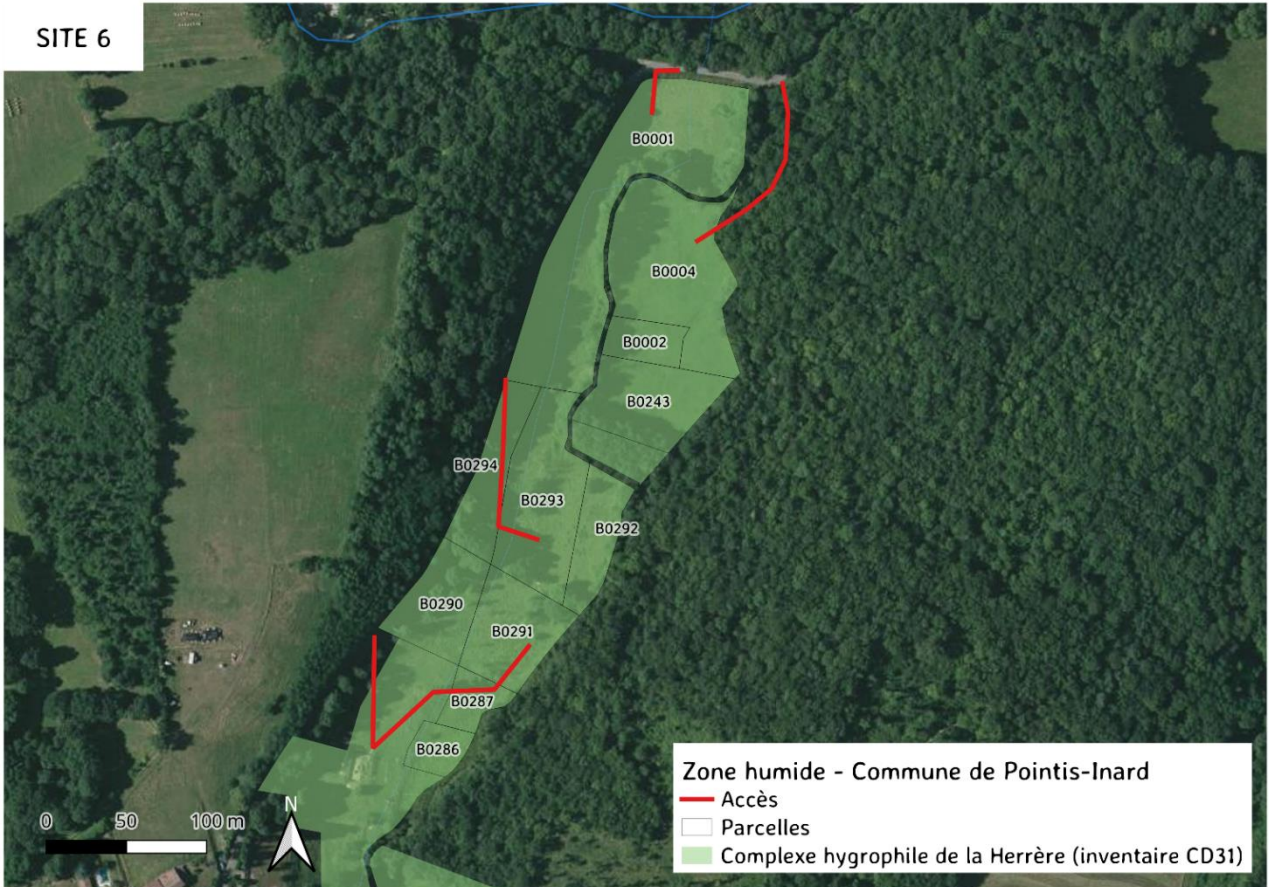 SITE 6
B0001
B0004
B0002
B0243
B0294
B0293
B0292
B0290
B0291
B0287
B0286
N
0 50 100 m
Zone humide - Commune de Pointis-Inard
Accès
Parcelles
Complexe hygrophile de la Herrère (inventaire CD31)